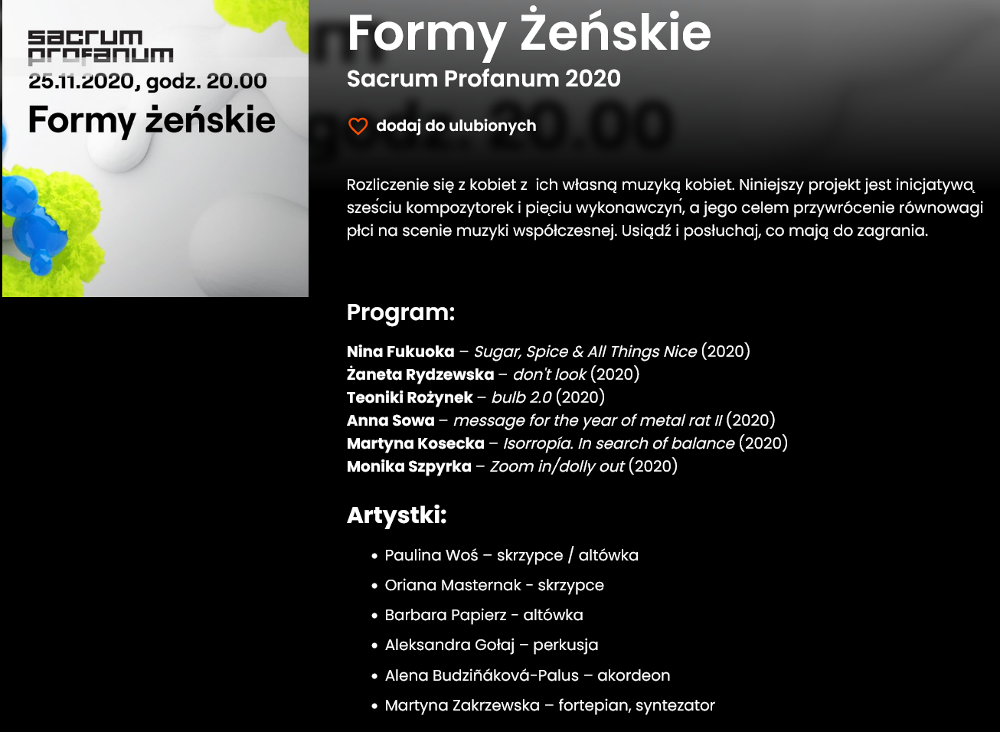 sacrum
profanum
25.11.2020, godz. 20.00
Formy żeńskie
Formy Żeńskie
Sacrum Profanum 2020
dodaj do ulubionych
Rozliczenie się z kobiet z  ich własną muzyką kobiet. Niniejszy projekt jest inicjatywą
sześciu kompozytorek i pięciu wykonawczyń, a jego celem przywrócenie równowagi
płci na scenie muzyki współczesnej. Usiądź i posłuchaj, co mają do zagrania.
Program:
Nina Fukuoka – Sugar, Spice & All Things Nice (2020)
Żaneta Rydzewska – don't look (2020)
Teoniki Rożynek – bulb 2.0 (2020)
Anna Sowa – message for the year of metal rat II (2020)
Martyna Kosecka – Isorropía. In search of balance (2020)
Monika Szpyrka – Zoom in/dolly out (2020)
Artystki:
• Paulina Woś – skrzypce / altówka
• Oriana Masternak - skrzypce
• Barbara Papierz - altówka
• Aleksandra Gołaj – perkusja
• Alena Budziñáková-Palus – akordeon
• Martyna Zakrzewska – fortepian, syntezator